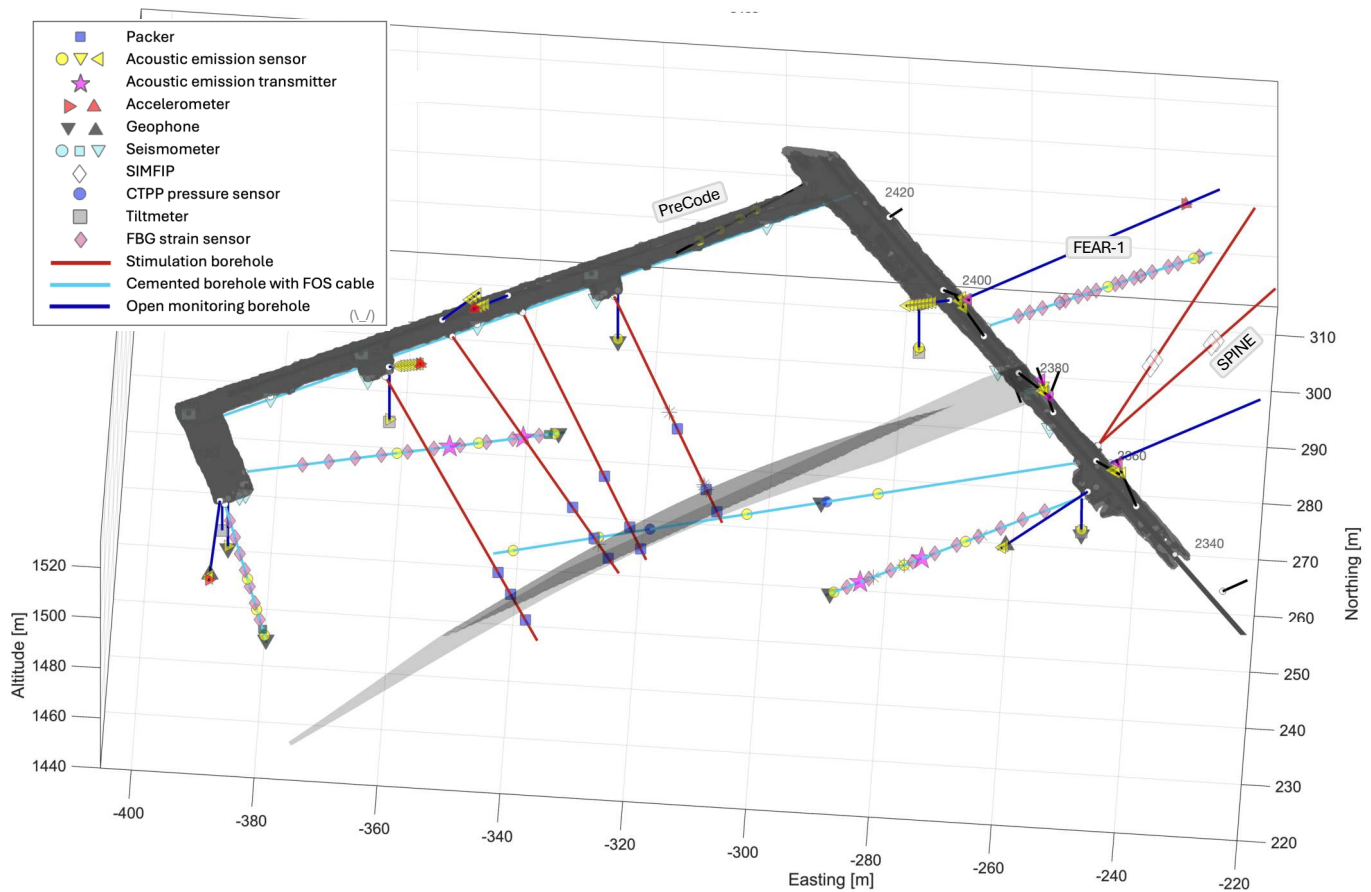 Packer
Acoustic emission sensor
Acoustic emission transmitter
Accelerometer
Geophone
Seismometer
SIMFIP
CTPP pressure sensor
Tiltmeter
FBG strain sensor
Stimulation borehole
Cemented borehole with FOS cable
Open monitoring borehole
(\_/)
PreCode
2420
FEAR-1
2400
SPINE
2380
2360
2340
310
300
290
280
270
260
250
240
230
220
Northing [m]
1520
1500
1480
1460
1440
Altitude [m]
-400
-380
-360
-340
-320
-300
-280
-260
-240
-220
Easting [m]